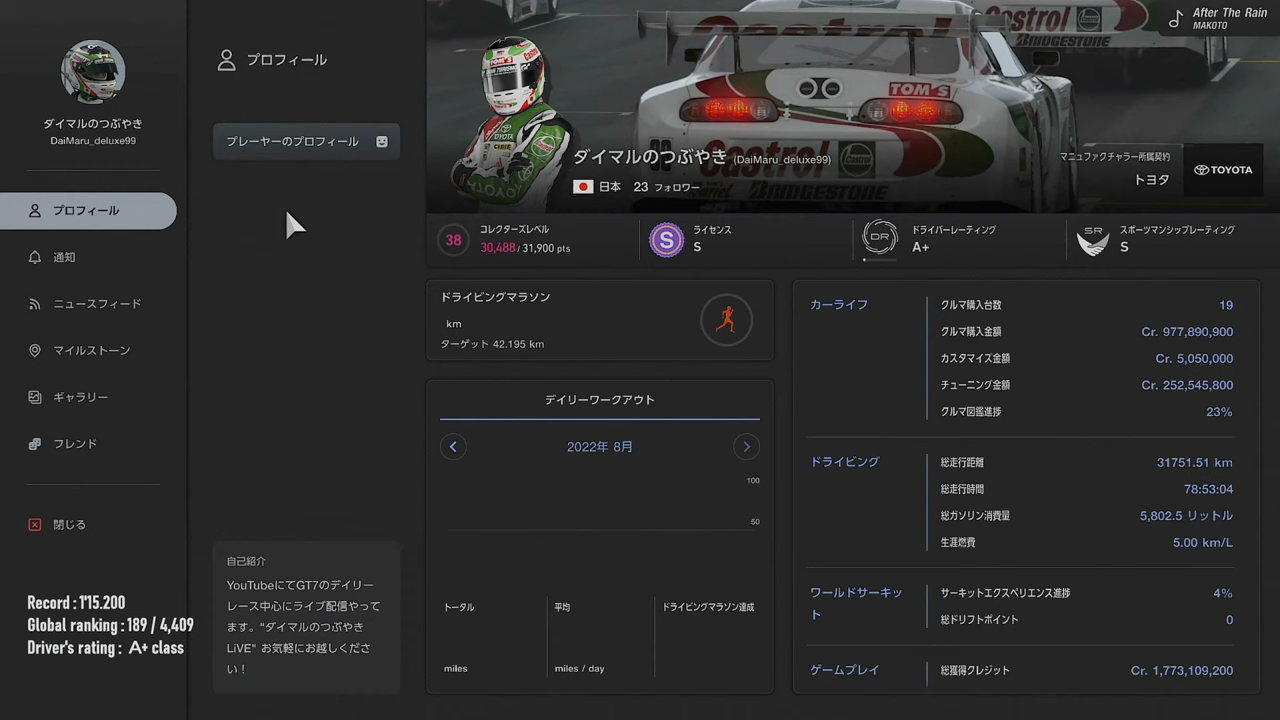 After The Rain
MAKOTO
ダイマルのつぶやき
DaiMaru_deluxe99
プロフィール
通知
ニュースフィード
マイルストーン
ギャラリー
フレンド
閉じる
Record : 1'15.200
Global ranking : 189 / 4,409
Driver's rating : A+ class
プロフィール
プレーヤーのプロフィール
自己紹介
YouTubeにてGT7のデイリー
レース中心にライブ配信やって
ます。"ダイマルのつぶやき
LiVE" お気軽にお越しくださ
い！
Castrol
BRIDGESTONE
TOM'S
Castrol
BRIDGESTONE
ダイマルのつぶやき (DaiMaru_deluxe99)
日本 23 フォロワー
マニュファクチャラー所属契約
トヨタ
TOYOTA
38
コレクターズレベル
30,488 / 31,900 pts
S
ライセンス
S
DR
ドライバーレーティング
A+
SR
スポーツマンシップレーティング
S
ドライビングマラソン
km
ターゲット 42.195 km
デイリーワークアウト
2022年 8月
100
50
トータル
miles
平均
miles / day
ドライビングマラソン達成
カーライフ
クルマ購入台数 19
クルマ購入金額 Cr. 977,890,900
カスタマイズ金額 Cr. 5,050,000
チューニング金額 Cr. 252,545,800
クルマ図鑑進捗 23%
ドライビング
総走行距離 31751.51 km
総走行時間 78:53:04
総ガソリン消費量 5,802.5 リットル
生涯燃費 5.00 km/L
ワールドサーキッ
ト
サーキットエクスペリエンス進捗 4%
総ドリフトポイント 0
ゲームプレイ
総獲得クレジット Cr. 1,773,109,200